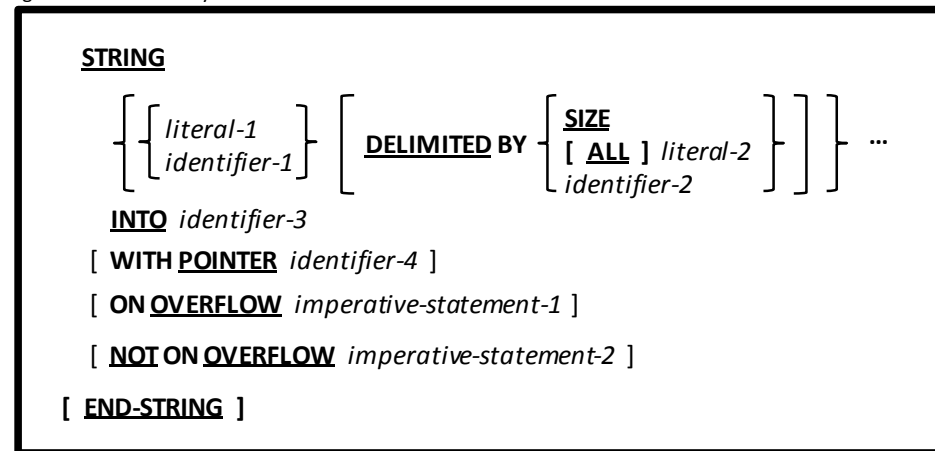 STRING
literal-1
identifier-1
DELIMITED BY
SIZE
[ ALL ] literal-2
identifier-2
...
INTO identifier-3
[ WITH POINTER identifier-4 ]
[ ON OVERFLOW imperative-statement-1 ]
[ NOT ON OVERFLOW imperative-statement-2 ]
[ END-STRING ]